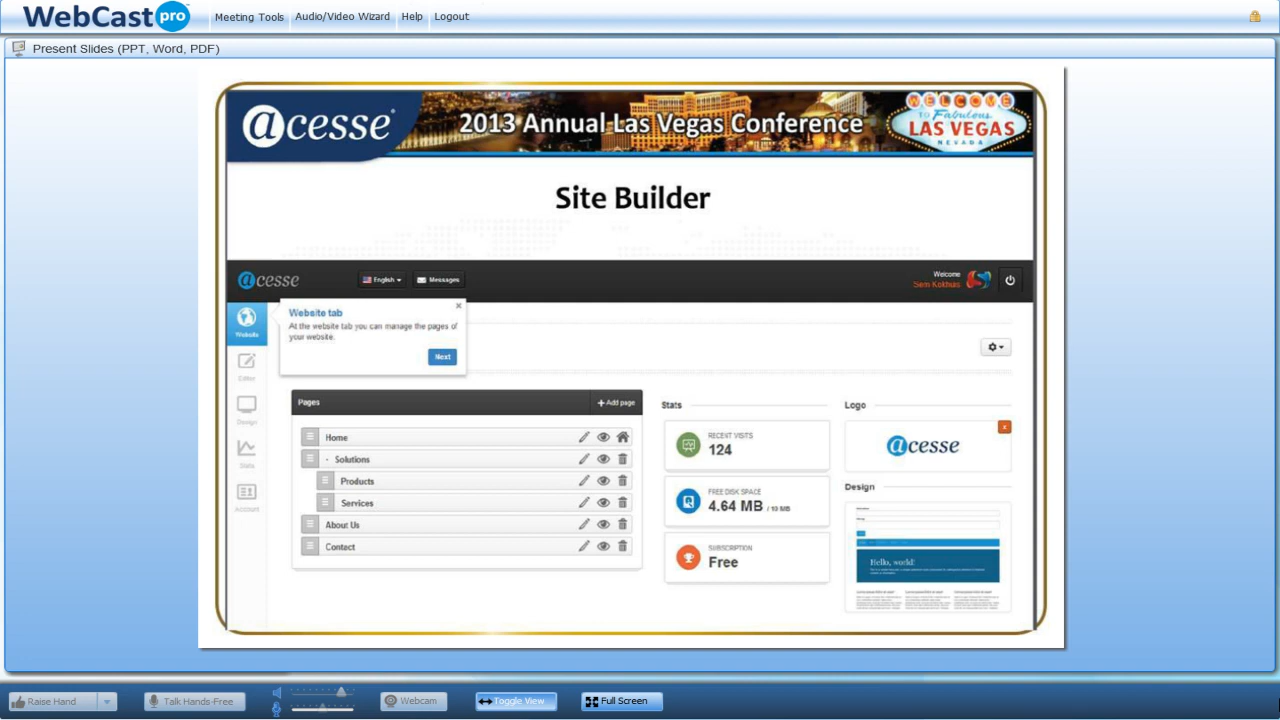 WebCast pro
Meeting Tools Audio/Video Wizard Help Logout
Present Slides (PPT, Word, PDF)
@cesse
2013 Annual Las Vegas Conference
WELCOME
TO Fabulous
LAS VEGAS
NEVADA
Site Builder
@cesse English Messages
Welcome
Sem Kokhuis
Website
Website tab
At the website tab you can manage the pages of
your website.
Next
Editor
Design
Stats
Account
Pages + Add page
Home
- Solutions
Products
Services
About Us
Contact
Stats
RECENT VISITS
124
FREE DISK SPACE
4.64 MB / 10 MB
SUBSCRIPTION
Free
Logo
x
@cesse
Design
Hello, world!
Raise Hand Talk Hands-Free Webcam Toggle View Full Screen